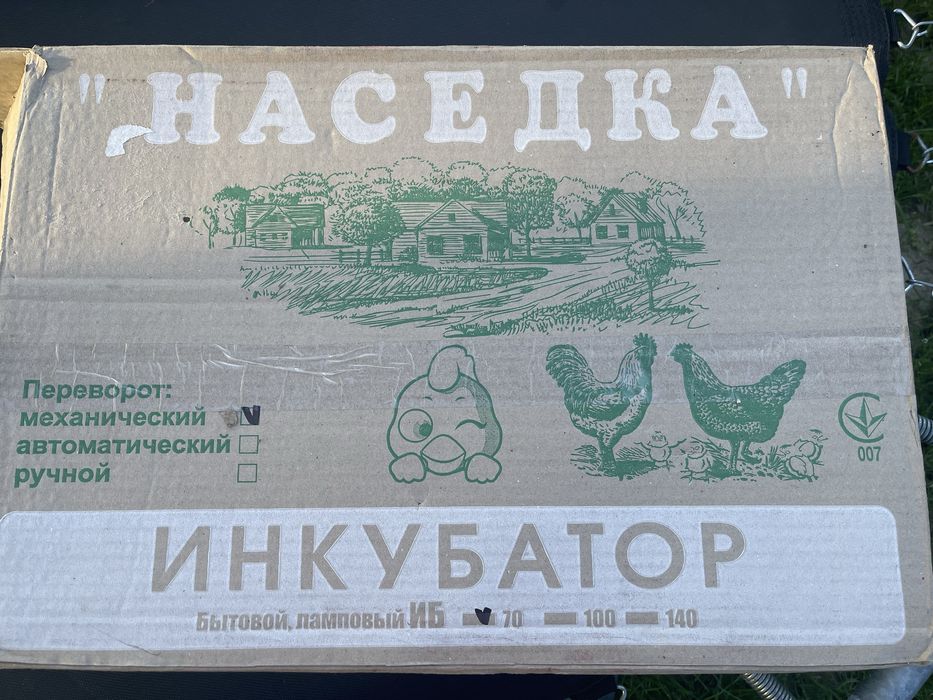 "НАСЕДКА"
Переворот:
механический
автоматический
ручной
007
ИНКУБАТОР
Бытовой, ламповый ИБ 70 100 140